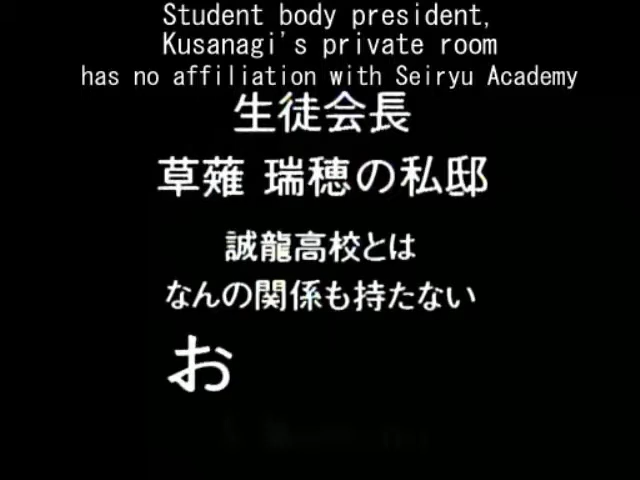 Student body president,
Kusanagi's private room
has no affiliation with Seiryu Academy
生徒会長
草薙 瑞穂の私邸
誠龍高校とは
なんの関係も持たない
お